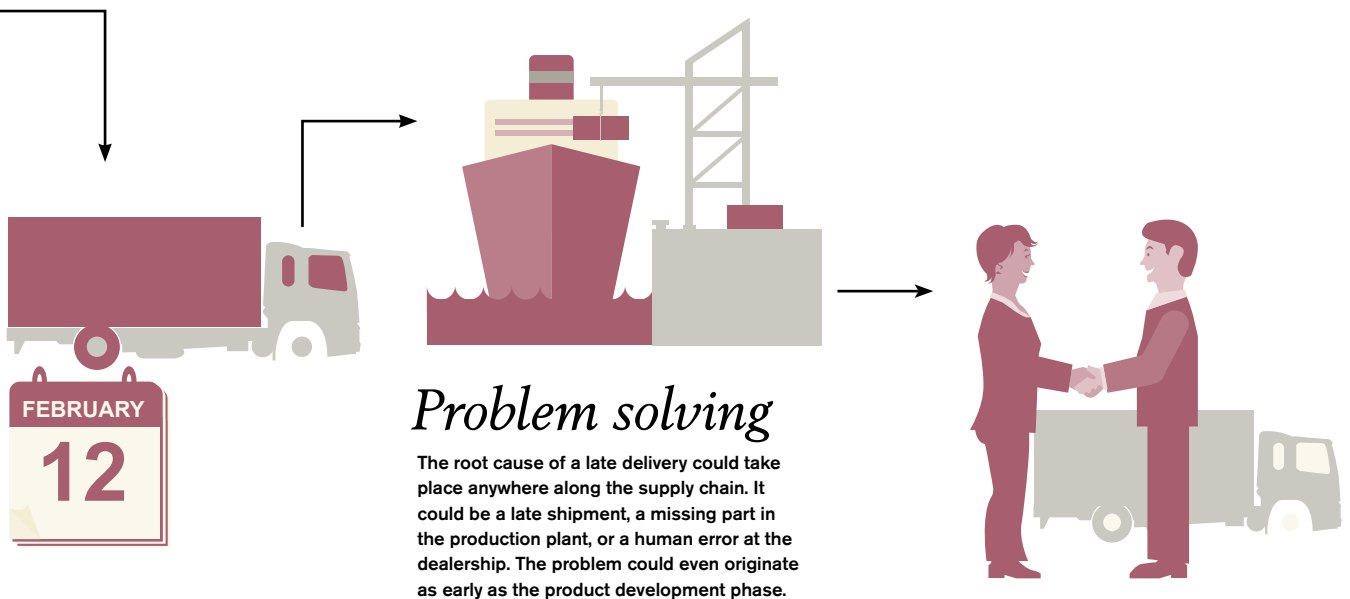 FEBRUARY
12
Problem solving
The root cause of a late delivery could take
place anywhere along the supply chain. It
could be a late shipment, a missing part in
the production plant, or a human error at the
dealership. The problem could even originate
as early as the product development phase.